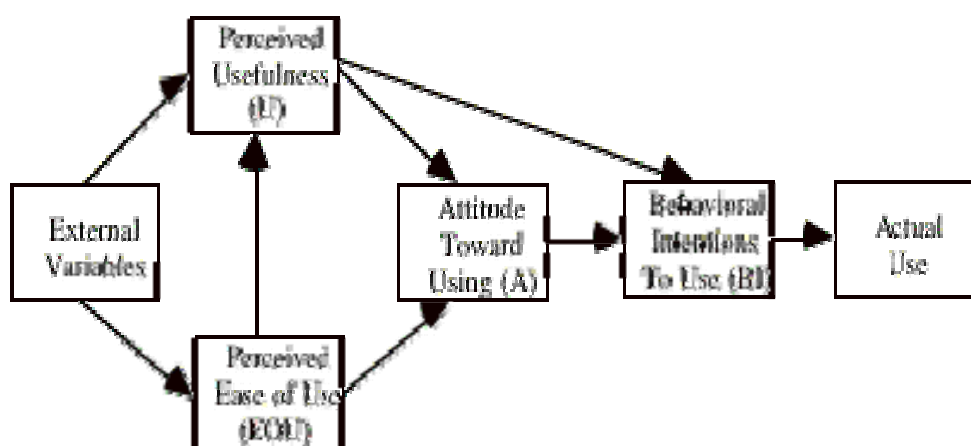 Perceived
Usefulness
(U)
External
Variables
Attitude
Toward
Using (A)
Behavioral
Intentions
To Use (BI)
Actual
Use
Perceived
Ease of Use
(EOU)